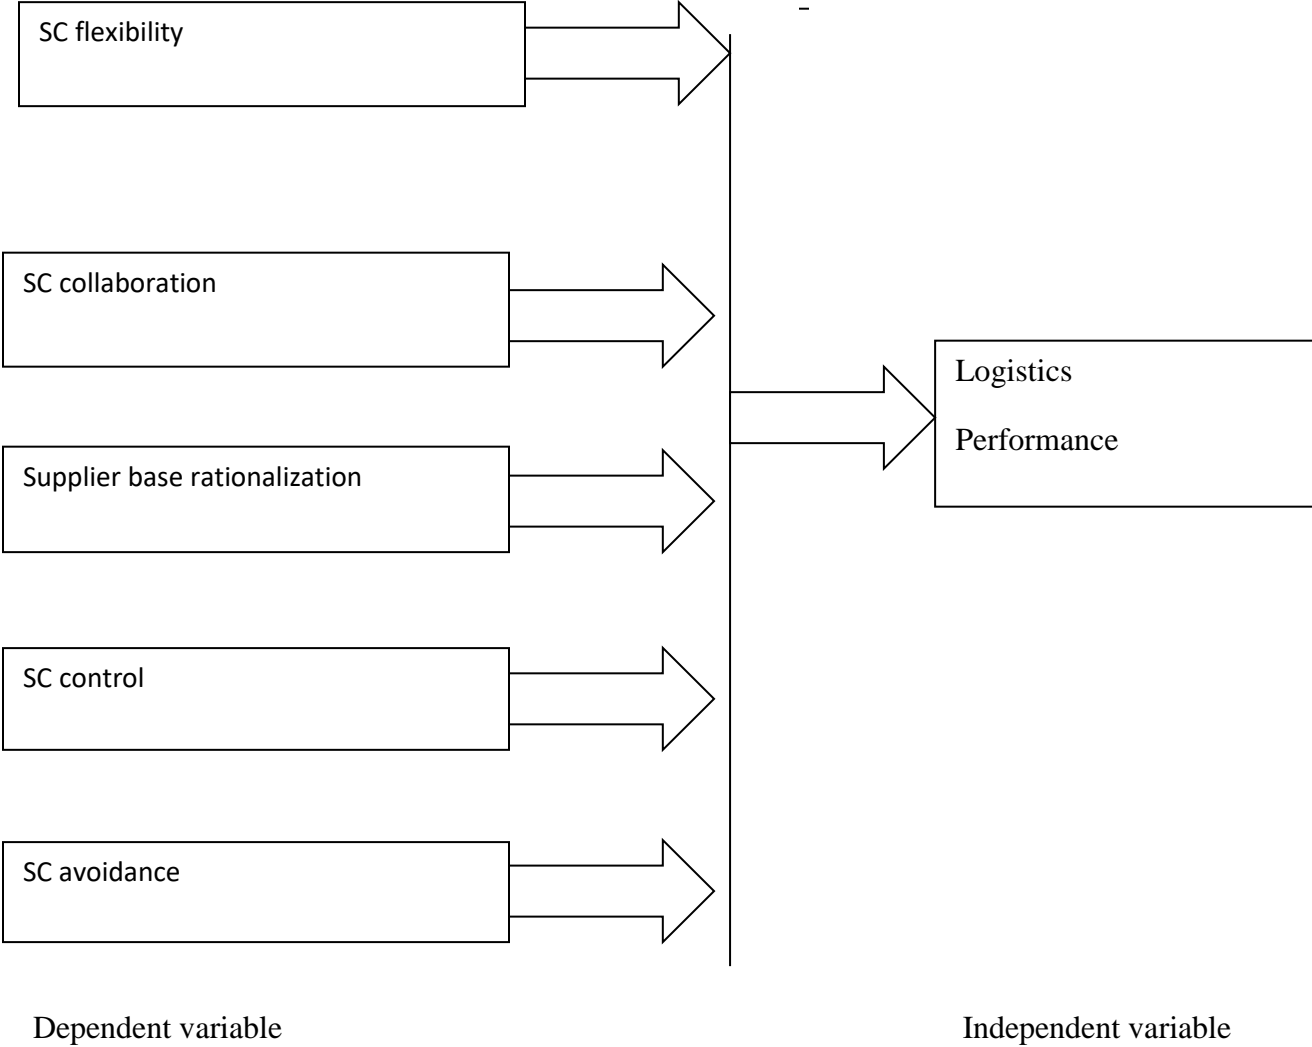 SC flexibility
SC collaboration
Supplier base rationalization
SC control
SC avoidance
Logistics
Performance
Dependent variable
Independent variable